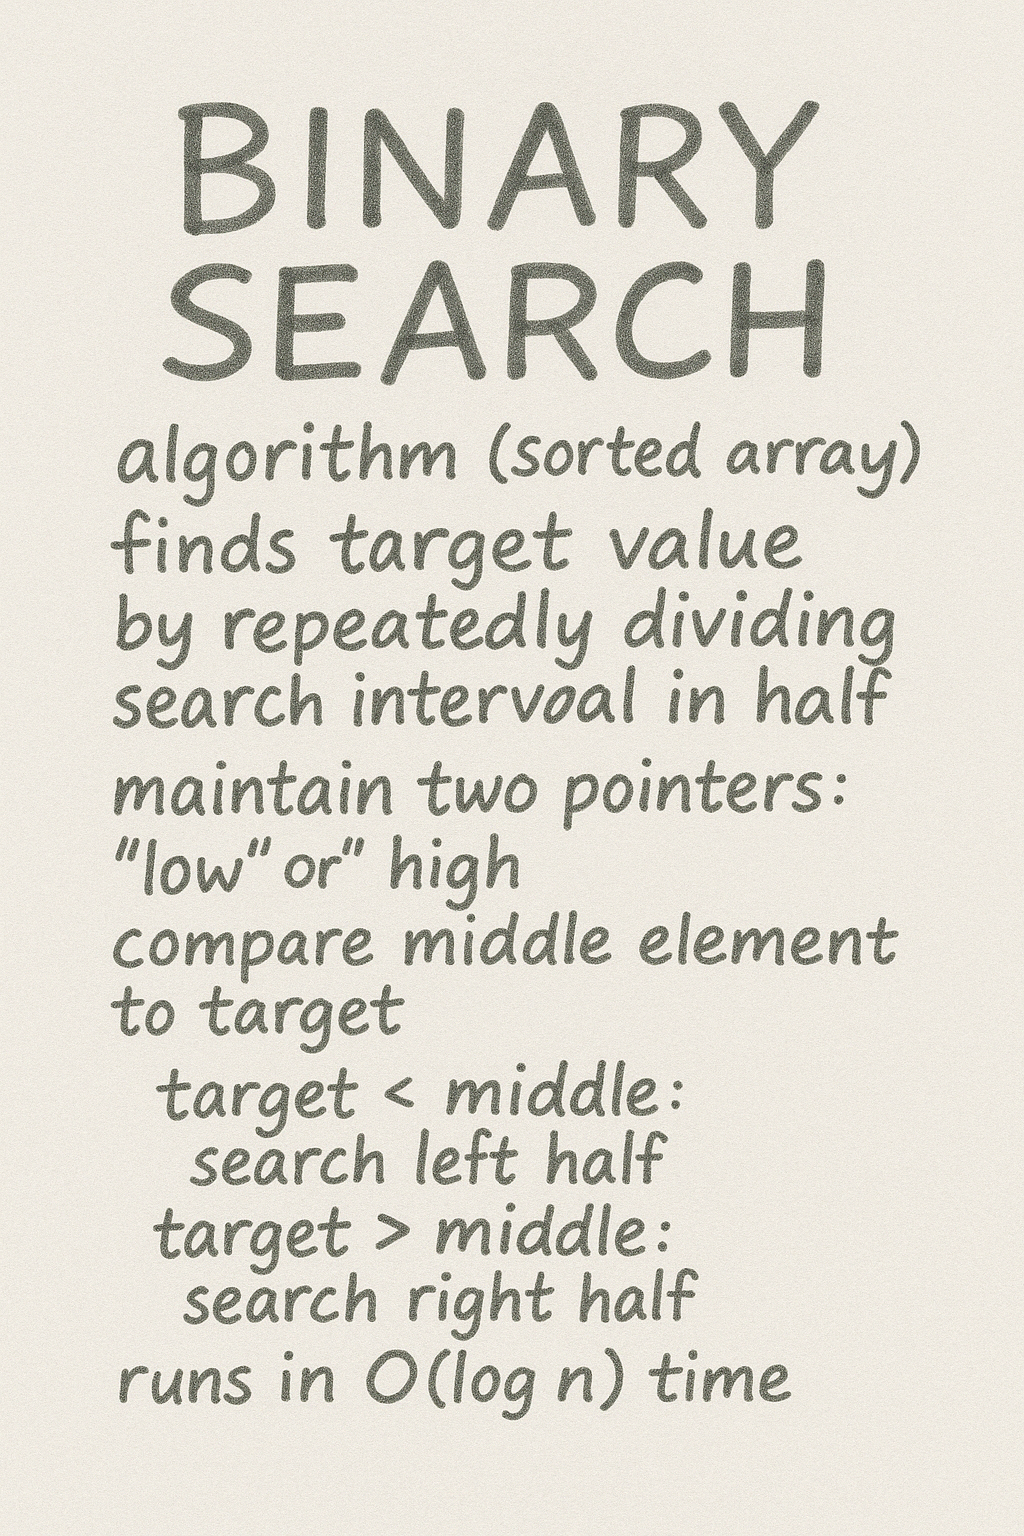 BINARY
SEARCH
algorithm (sorted array)
finds target value
by repeatedly dividing
search intervoal in half
maintain two pointers:
"low" or" high
compare middle element
to target
target < middle:
search left half
target > middle:
search right half
runs in O(log n) time